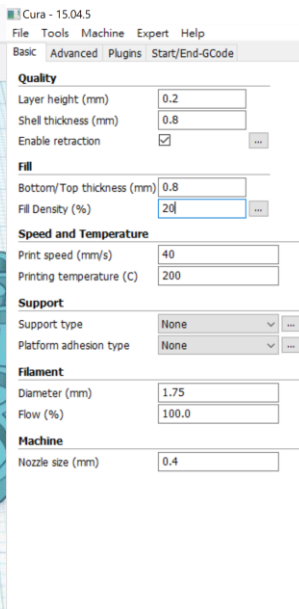 Cura - 15.04.5
File Tools Machine Expert Help
Basic Advanced Plugins Start/End-GCode
Quality
Layer height (mm) 0.2
Shell thickness (mm) 0.8
Enable retraction ...
Fill
Bottom/Top thickness (mm) 0.8
Fill Density (%) 20 ...
Speed and Temperature
Print speed (mm/s) 40
Printing temperature (C) 200
Support
Support type None ...
Platform adhesion type None ...
Filament
Diameter (mm) 1.75
Flow (%) 100.0
Machine
Nozzle size (mm) 0.4